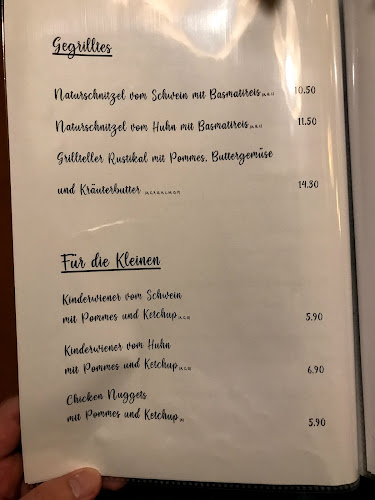 Gegrilltes
Naturschnitzel vom Schwein mit Basmatireis 10.50
Naturschnitzel vom Huhn mit Basmatireis 11.50
Grillteller Rustikal mit Pommes, Buttergemüse
und Kräuterbutter 14.30
Für die Kleinen
Kinderwiener vom Schwein
mit Pommes und Ketchup 5.90
Kinderwiener vom Huhn
mit Pommes und Ketchup 6.90
Chicken Nuggets
mit Pommes und Ketchup 5.90